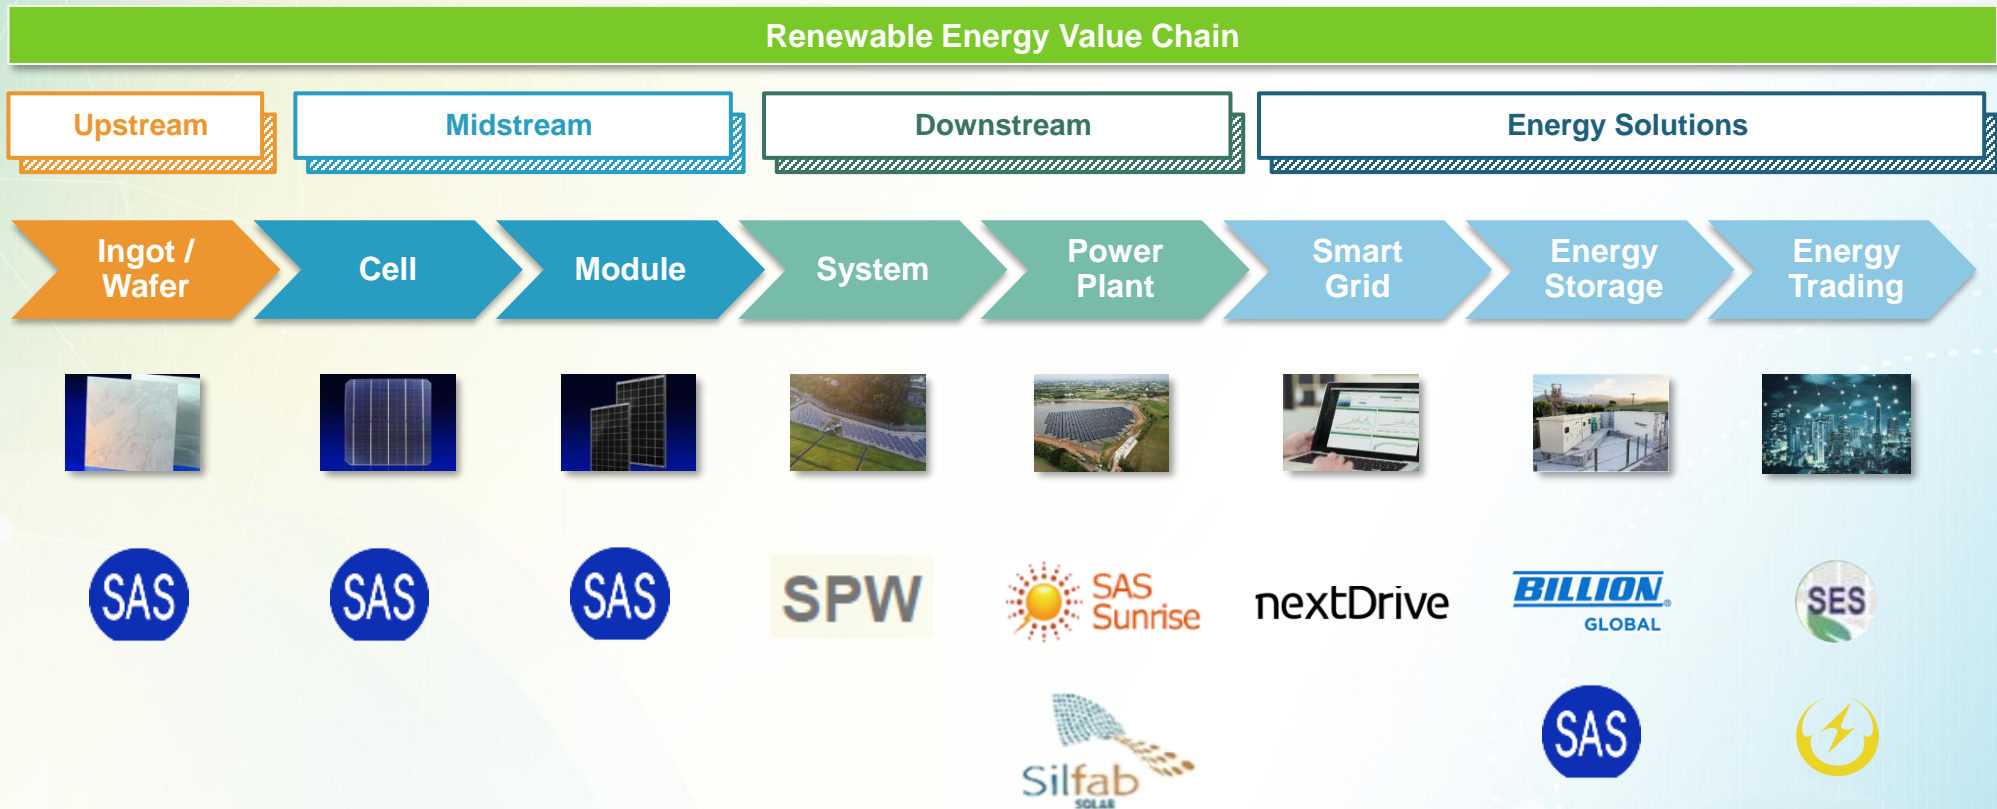 Renewable Energy Value Chain
Upstream
Midstream
Downstream
Energy Solutions
Ingot /
Wafer
Cell
Module
System
Power
Plant
Smart
Grid
Energy
Storage
Energy
Trading
SAS
SAS
SAS
SPW
SAS
Sunrise
nextDrive
BILLION®
GLOBAL
SES
Silfab
SOLAR
SAS